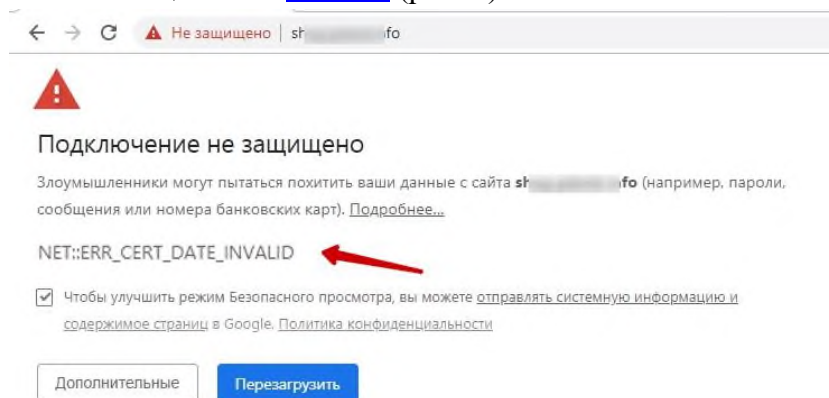 Не защищено | sh fo
Подключение не защищено
Злоумышленники могут пытаться похитить ваши данные с сайта sh fo (например, пароли,
сообщения или номера банковских карт). Подробнее...
NET::ERR_CERT_DATE_INVALID
Чтобы улучшить режим Безопасного просмотра, вы можете отправлять системную информацию и
содержимое страниц в Google. Политика конфиденциальности
Дополнительные Перезагрузить